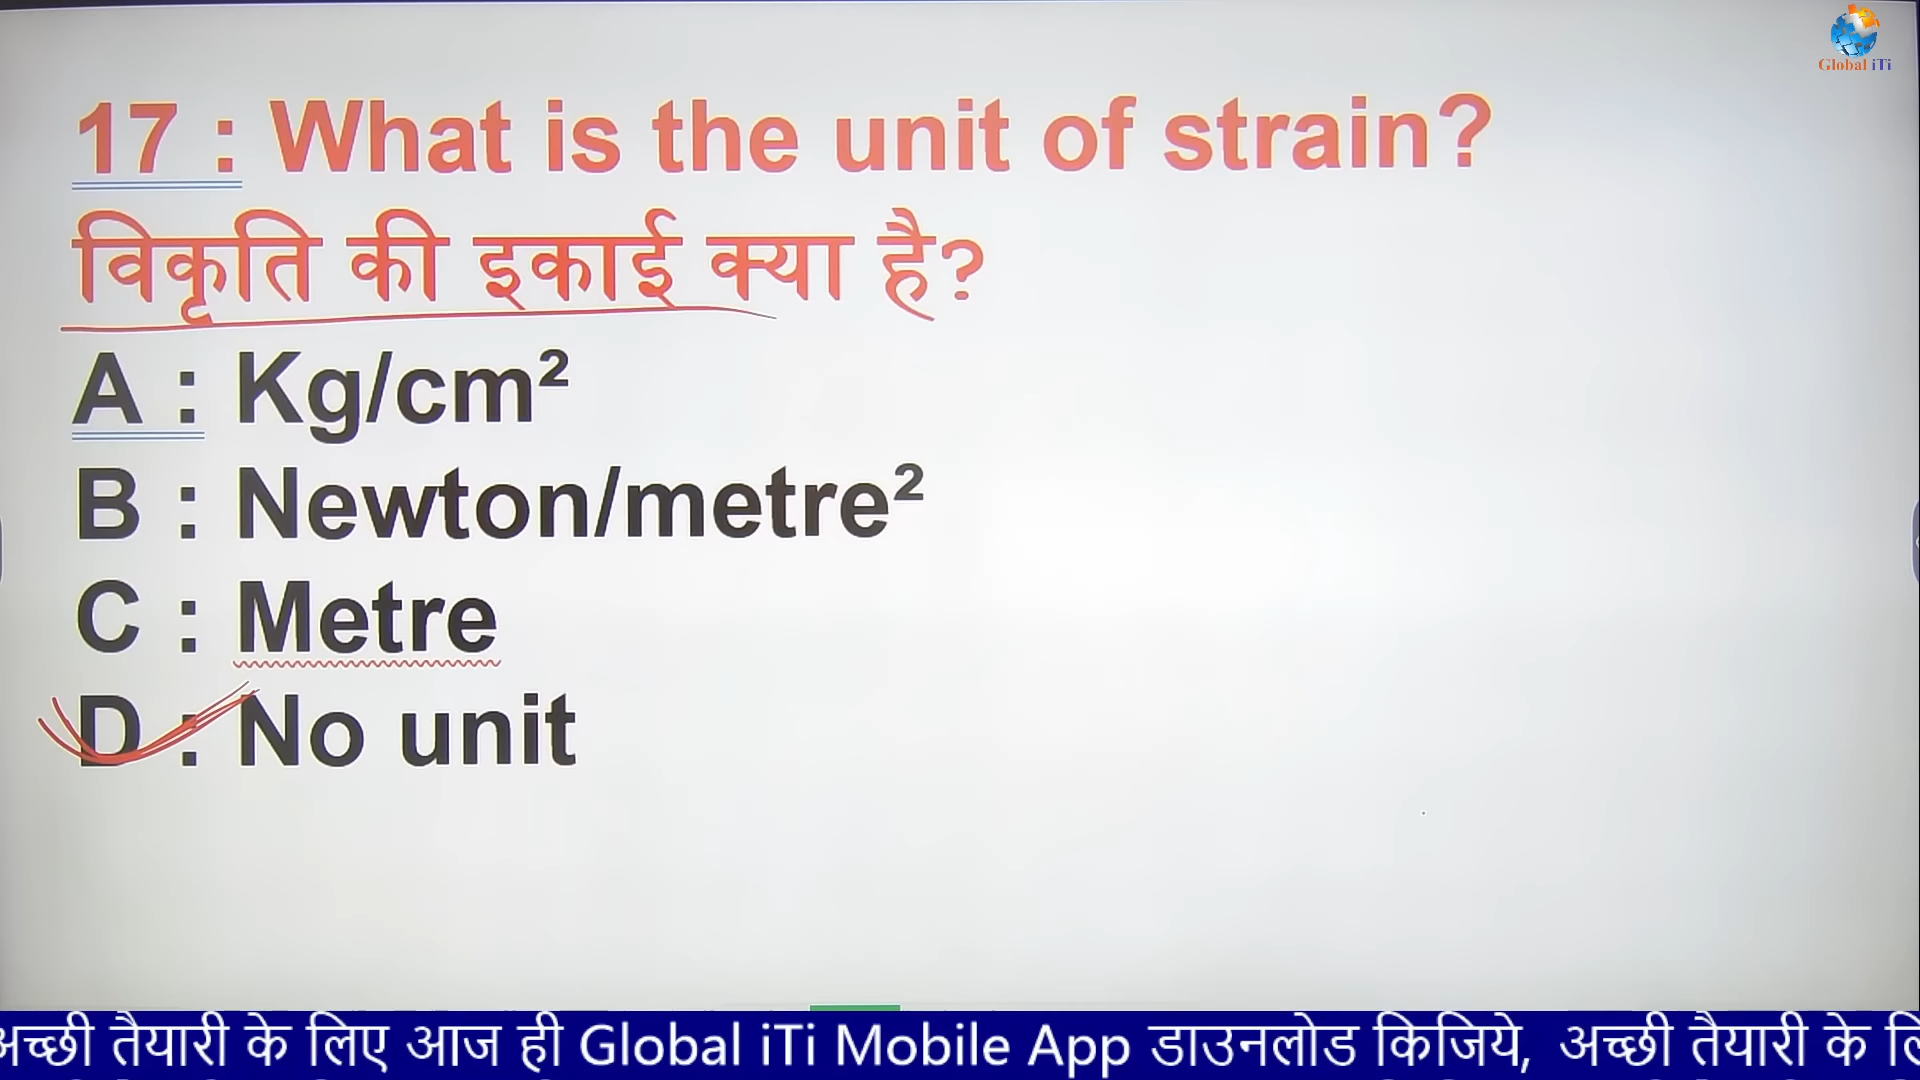 Global iTi
17 : What is the unit of strain?
विकृति की इकाई क्या है?
A : Kg/cm²
B : Newton/metre²
C : Metre
D : No unit
अच्छी तैयारी के लिए आज ही Global iTi Mobile App डाउनलोड किजिये, अच्छी तैयारी के